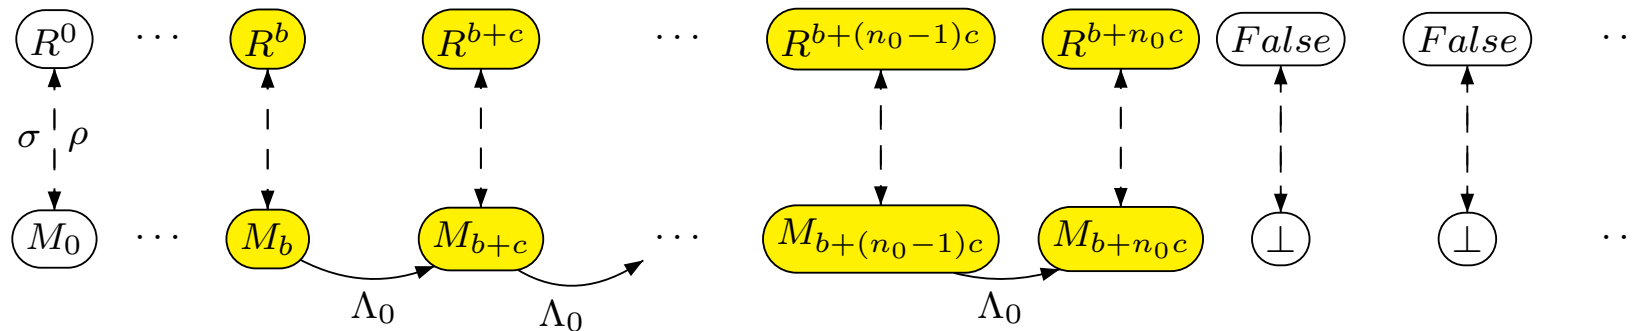 R^0 ··· R^b R^{b+c} ··· R^{b+(n_0-1)c} R^{b+n_0c} False False ··
σ ρ
M_0 ··· M_b M_{b+c} ··· M_{b+(n_0-1)c} M_{b+n_0c} ⊥ ⊥ ··
Λ_0 Λ_0 Λ_0